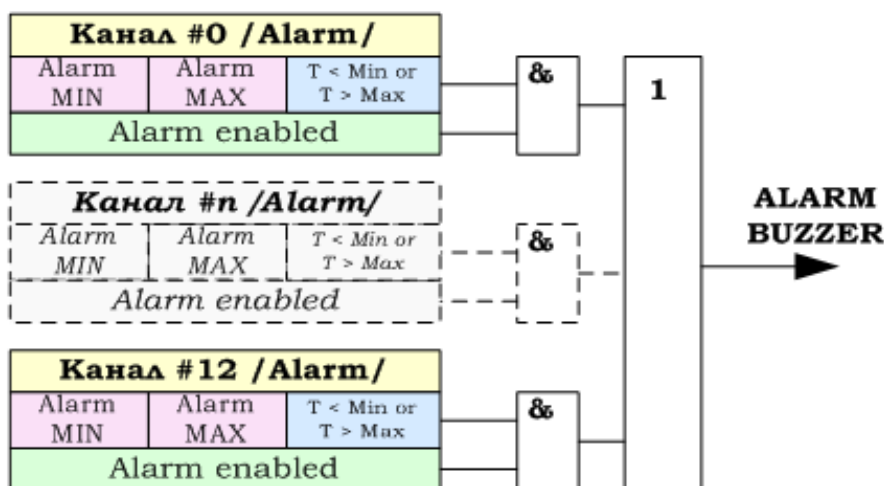 Канал #0 /Alarm/
Alarm MIN
Alarm MAX
T < Min or
T > Max
&
Alarm enabled
1
Канал #n /Alarm/
Alarm MIN
Alarm MAX
T < Min or
T > Max
&
Alarm enabled
ALARM
BUZZER
Канал #12 /Alarm/
Alarm MIN
Alarm MAX
T < Min or
T > Max
&
Alarm enabled